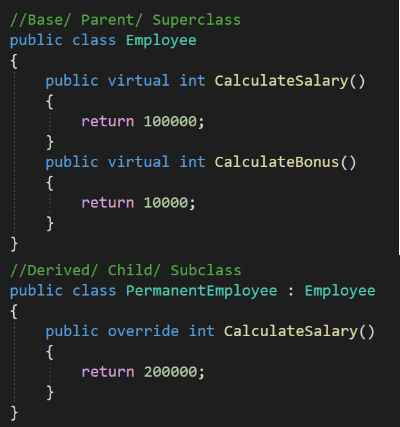 //Base/ Parent/ Superclass
public class Employee
{
    public virtual int CalculateSalary()
    {
        return 100000;
    }
    public virtual int CalculateBonus()
    {
        return 10000;
    }
}
//Derived/ Child/ Subclass
public class PermanentEmployee : Employee
{
    public override int CalculateSalary()
    {
        return 200000;
    }
}